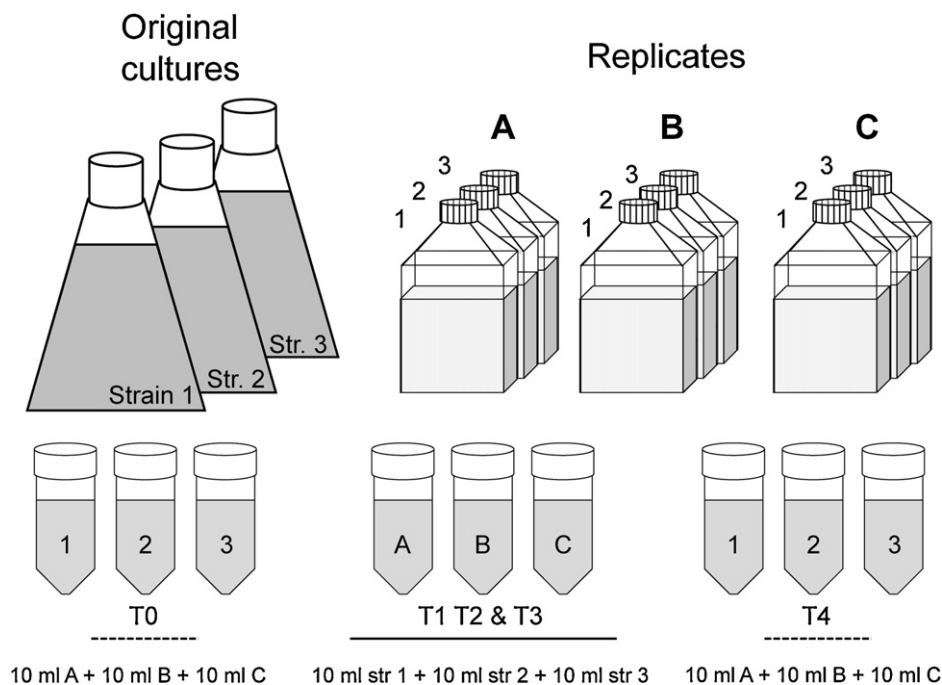 Original
cultures
Replicates
A
B
C
3
2
1
3
2
1
3
2
1
Str. 3
Str. 2
Strain 1
1
2
3
A
B
C
1
2
3
T0
T1 T2 & T3
T4
10 ml A + 10 ml B + 10 ml C
10 ml str 1 + 10 ml str 2 + 10 ml str 3
10 ml A + 10 ml B + 10 ml C